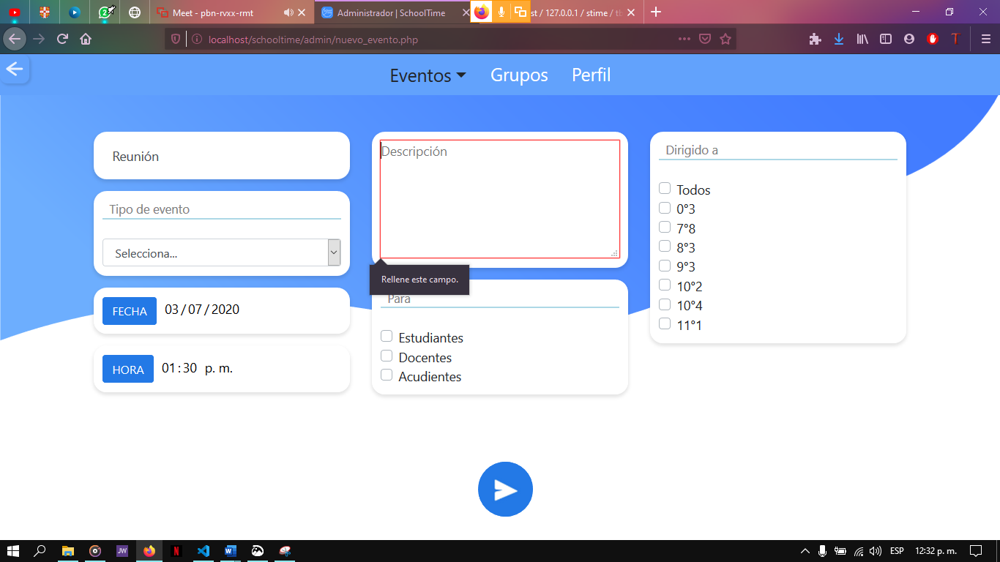 2
Meet - pbn-rvxx-rmt
Administrador | SchoolTime
st / 127.0.0.1 / stime / tb
localhost/schooltime/admin/nuevo_evento.php
Eventos
Grupos
Perfil
Reunión
Tipo de evento
Selecciona...
FECHA
03/07/2020
HORA
01:30 p. m.
Descripción
Rellene este campo.
Para
Estudiantes
Docentes
Acudientes
Dirigido a
Todos
0°3
7°8
8°3
9°3
10°2
10°4
11°1
JW
N
W
ESP
12:32 p. m.